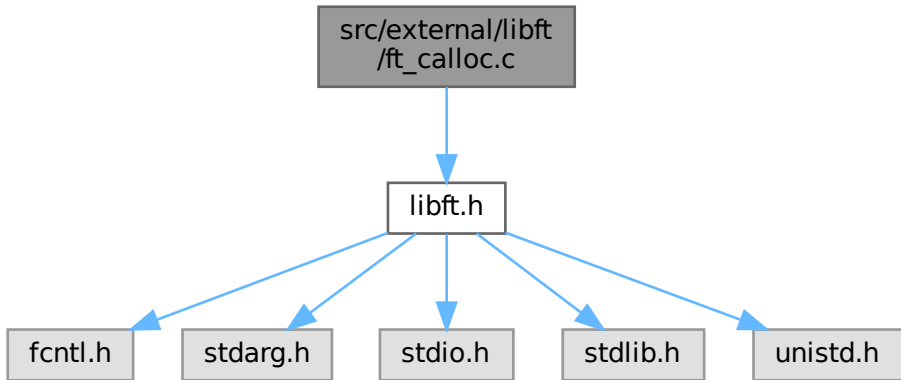 src/external/libft
/ft_calloc.c
libft.h
fcntl.h
stdarg.h
stdio.h
stdlib.h
unistd.h